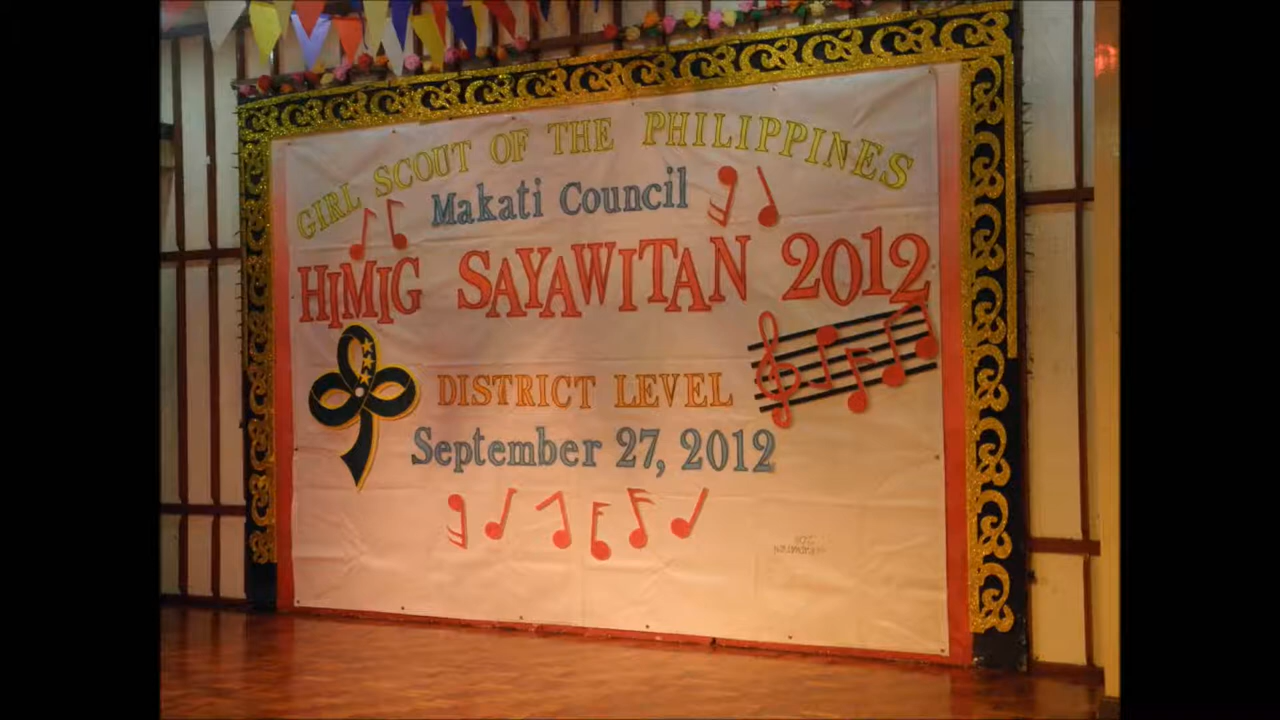 GIRL SCOUT OF THE PHILIPPINES
Makati Council
HIMIG SAYAWITAN 2012
DISTRICT LEVEL
September 27, 2012